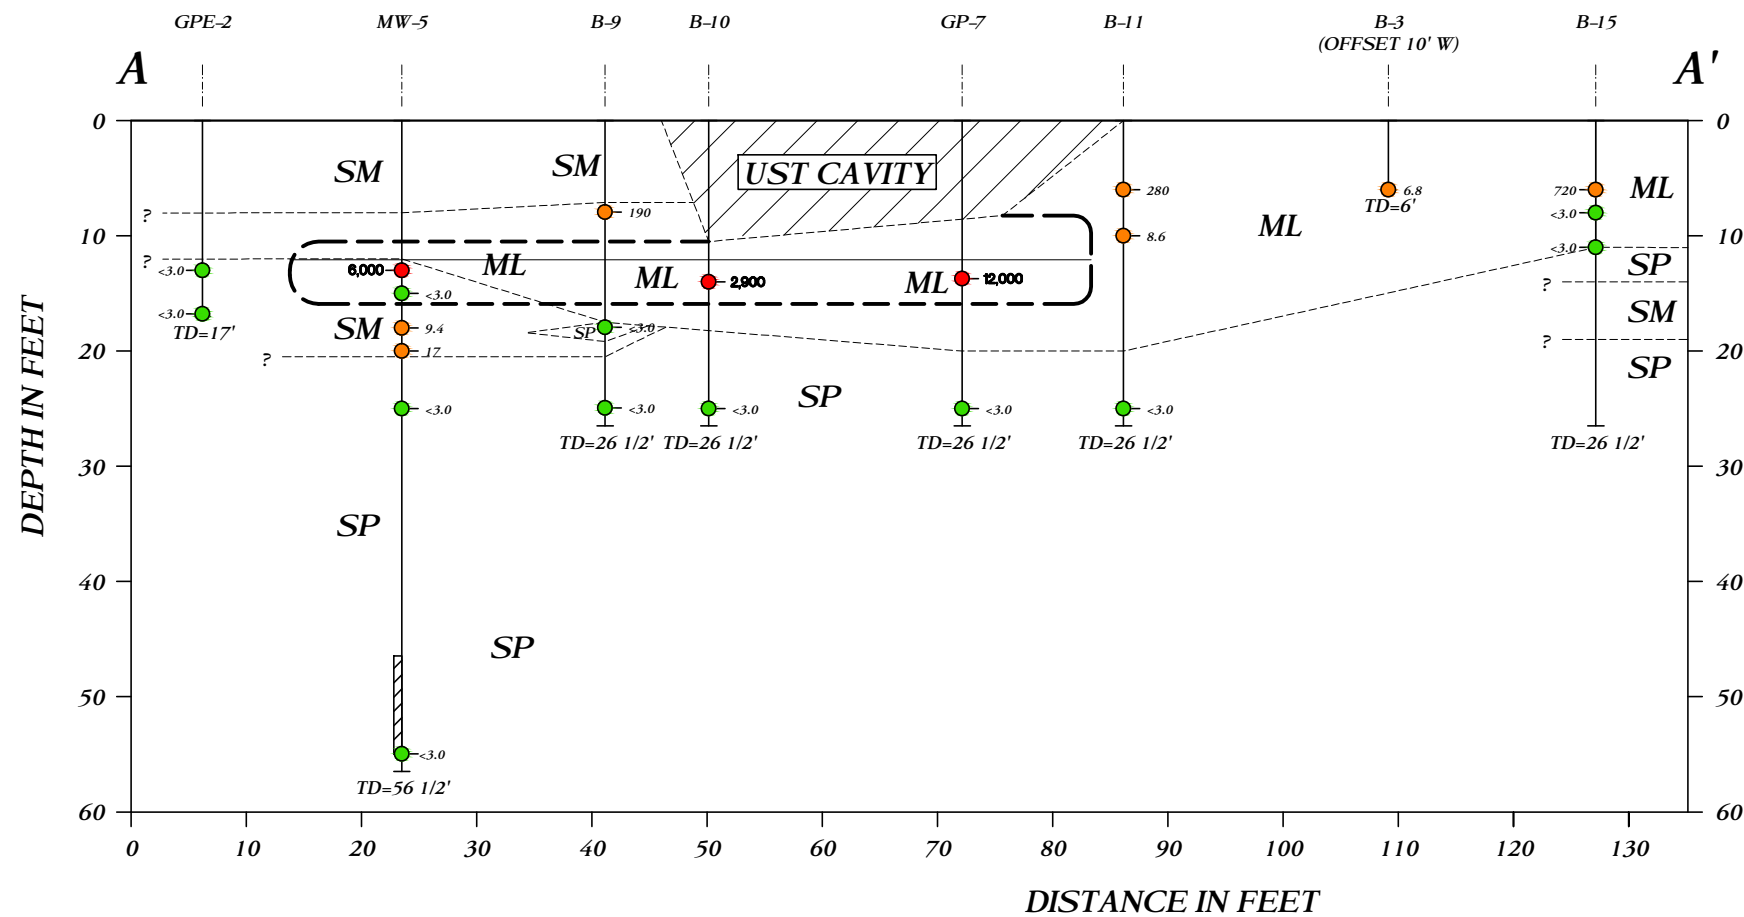 GPE-2 MW-5 B-9 B-10 GP-7 B-11 B-3 B-15
(OFFSET 10' W)
A A'
0 0
SM SM UST CAVITY
280 6.8 720 ML
? 190 TD=6' <3.0
10 ML 8.6 <3.0 10
? <3.0 6,000 ML ML 2,900 ML 12,000 SP
<3.0 ?
<3.0 SM
TD=17' SM 9.4 SP <3.0
17 ?
20 ? SP 20
SP
<3.0 <3.0 <3.0 <3.0 <3.0
TD=26 1/2' TD=26 1/2' TD=26 1/2' TD=26 1/2' TD=26 1/2'
30 30
SP
40 40
SP
50 50
<3.0
TD=56 1/2'
60 60
0 10 20 30 40 50 60 70 80 90 100 110 120 130
DEPTH IN FEET
DISTANCE IN FEET